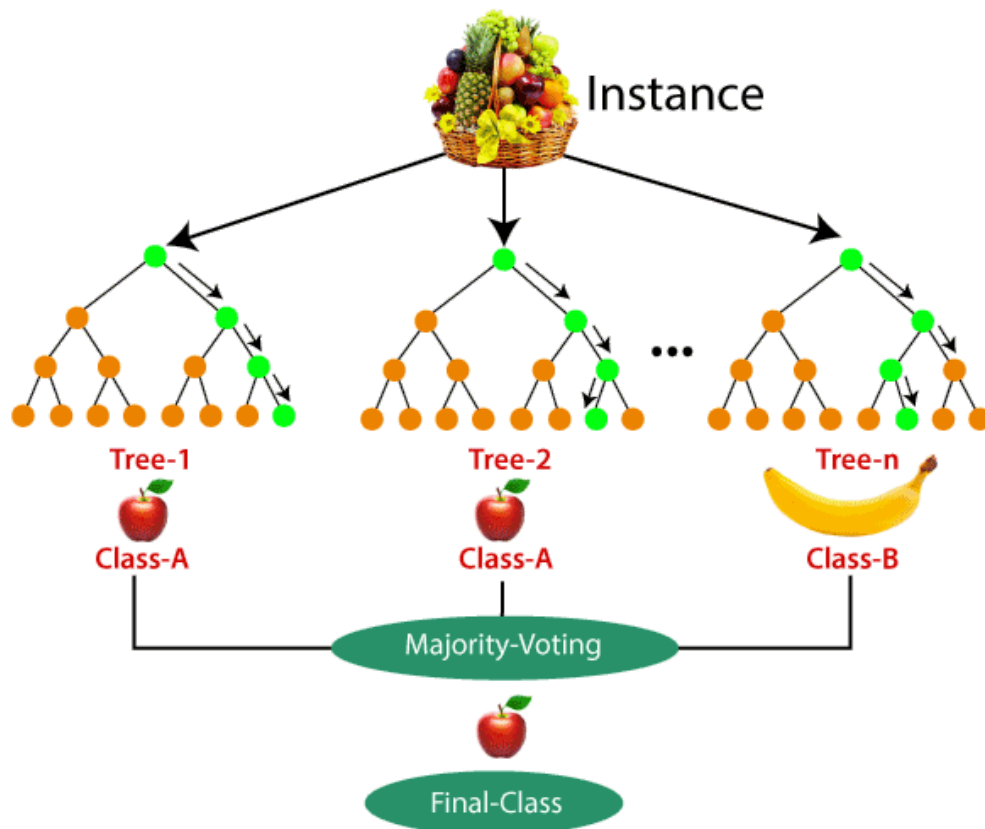 Instance
...
Tree-1
Tree-2
Tree-n
Class-A
Class-A
Class-B
Majority-Voting
Final-Class